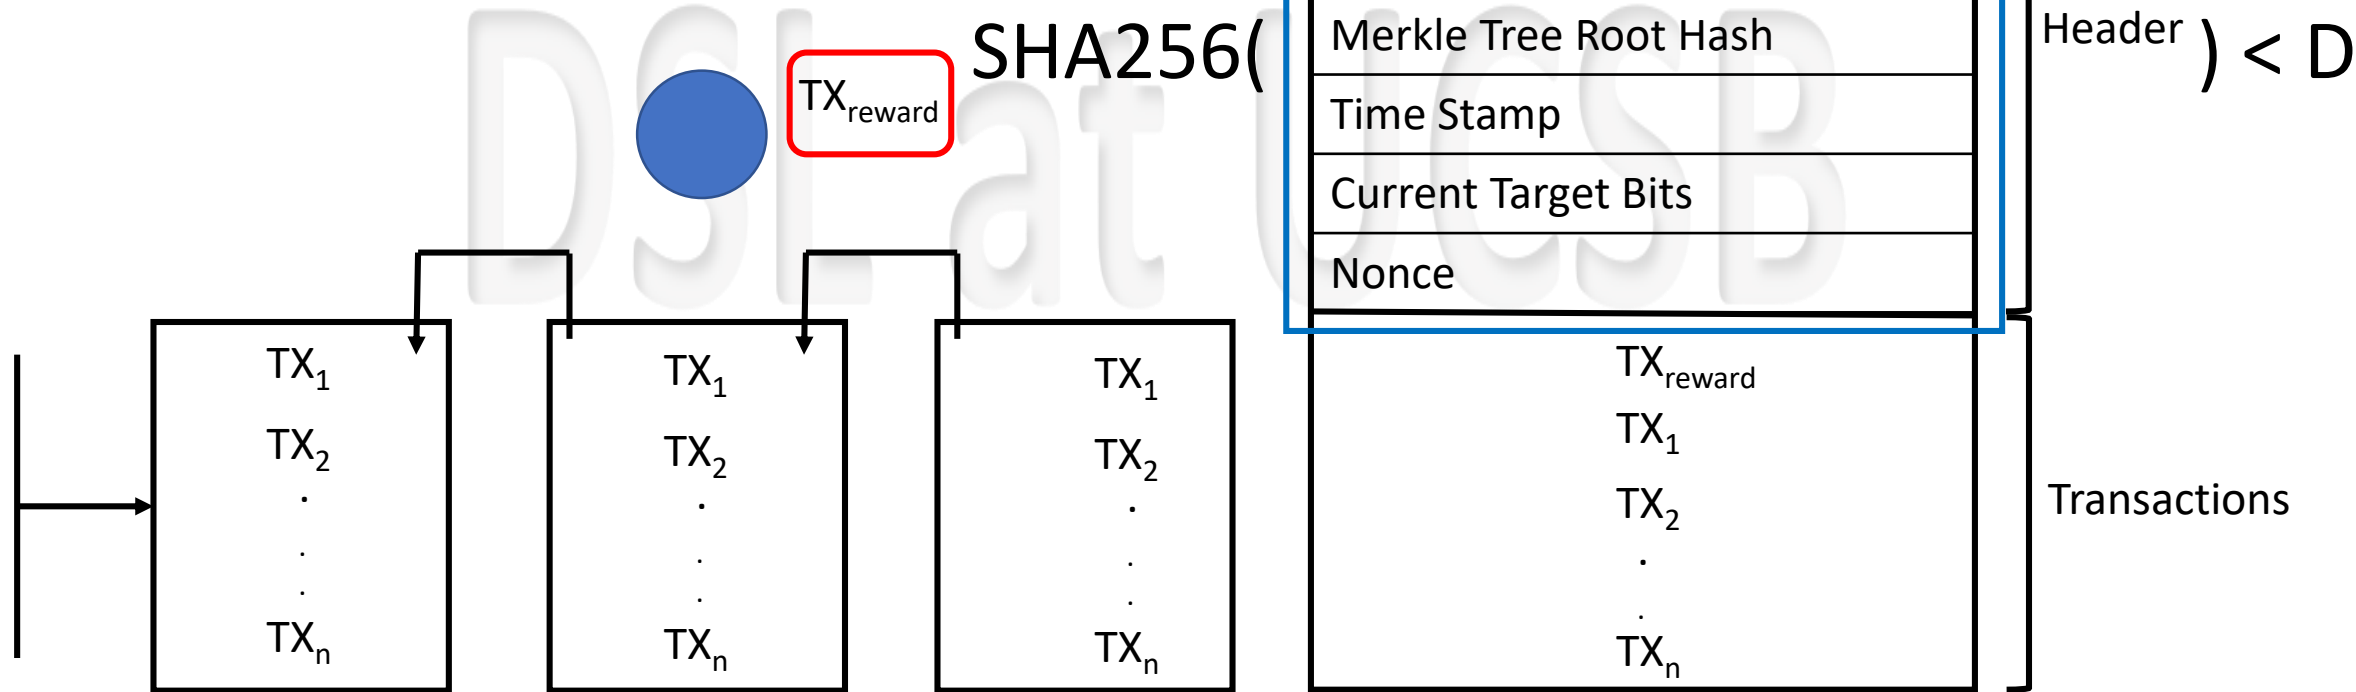 SHA256(
Merkle Tree Root Hash
Header
) < D
TXreward
Time Stamp
Current Target Bits
Nonce
DSL at UCSB
TX1
TX2
.
.
.
TXn
TX1
TX2
.
.
.
TXn
TX1
TX2
.
.
.
TXn
TXreward
TX1
TX2
.
.
TXn
Transactions